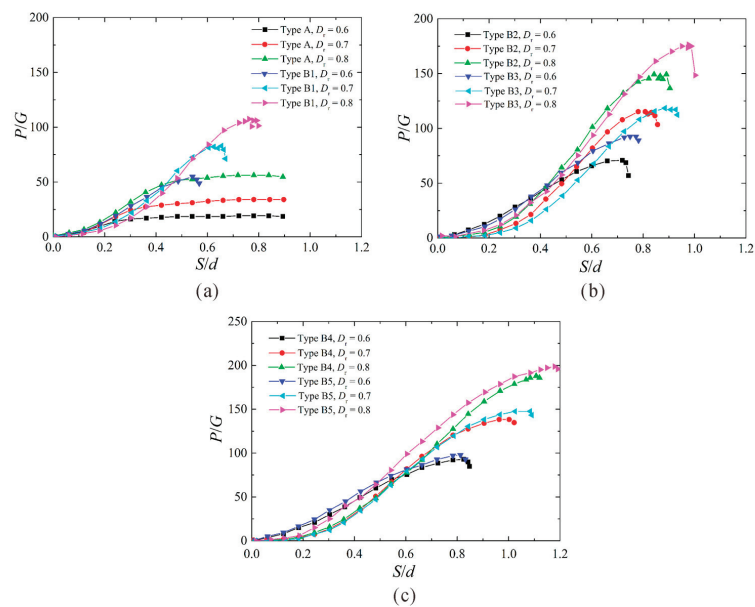 200
150
100
50
0
P/G
0.0 0.2 0.4 0.6 0.8 1.0 1.2
S/d
Type A, Dr = 0.6
Type A, Dr = 0.7
Type A, Dr = 0.8
Type B1, Dr = 0.6
Type B1, Dr = 0.7
Type B1, Dr = 0.8
(a)
200
150
100
50
0
P/G
0.0 0.2 0.4 0.6 0.8 1.0 1.2
S/d
Type B2, Dr = 0.6
Type B2, Dr = 0.7
Type B2, Dr = 0.8
Type B3, Dr = 0.6
Type B3, Dr = 0.7
Type B3, Dr = 0.8
(b)
250
200
150
100
50
0
P/G
0.0 0.2 0.4 0.6 0.8 1.0 1.2
S/d
Type B4, Dr = 0.6
Type B4, Dr = 0.7
Type B4, Dr = 0.8
Type B5, Dr = 0.6
Type B5, Dr = 0.7
Type B5, Dr = 0.8
(c)